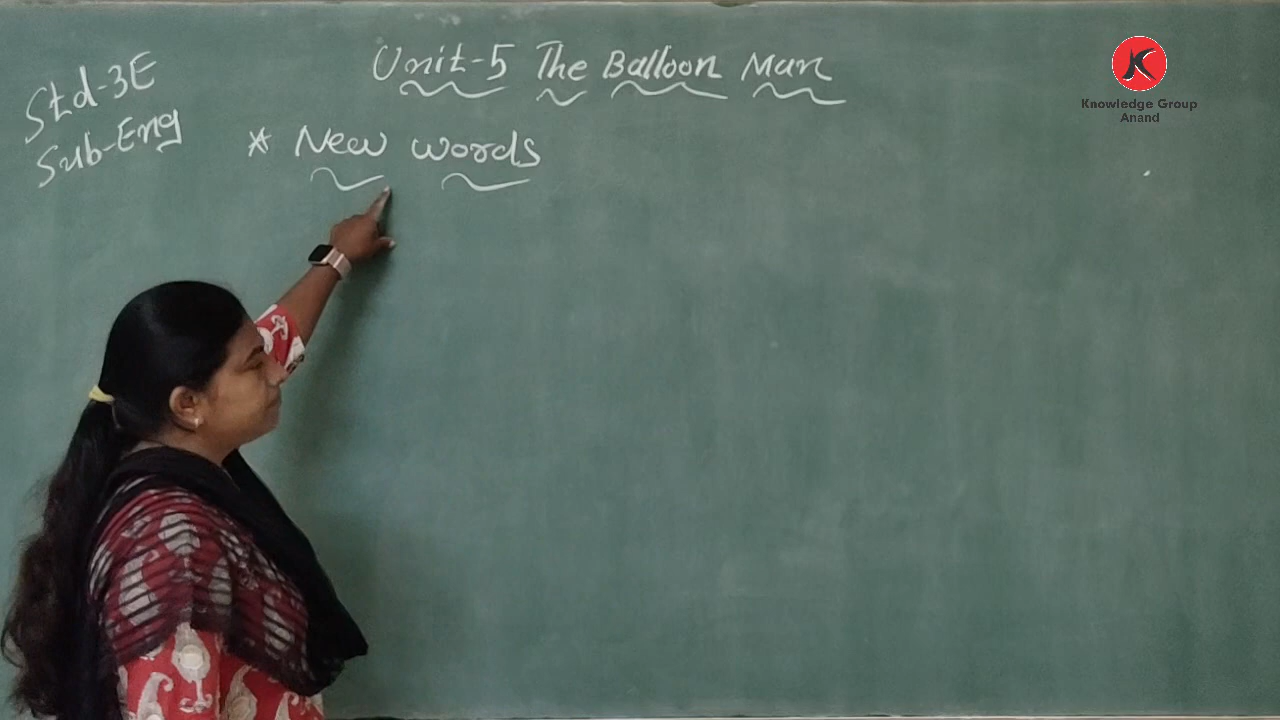 Std-3E
Sub-Eng
Unit-5 The Balloon Man
* New words
K
Knowledge Group
Anand